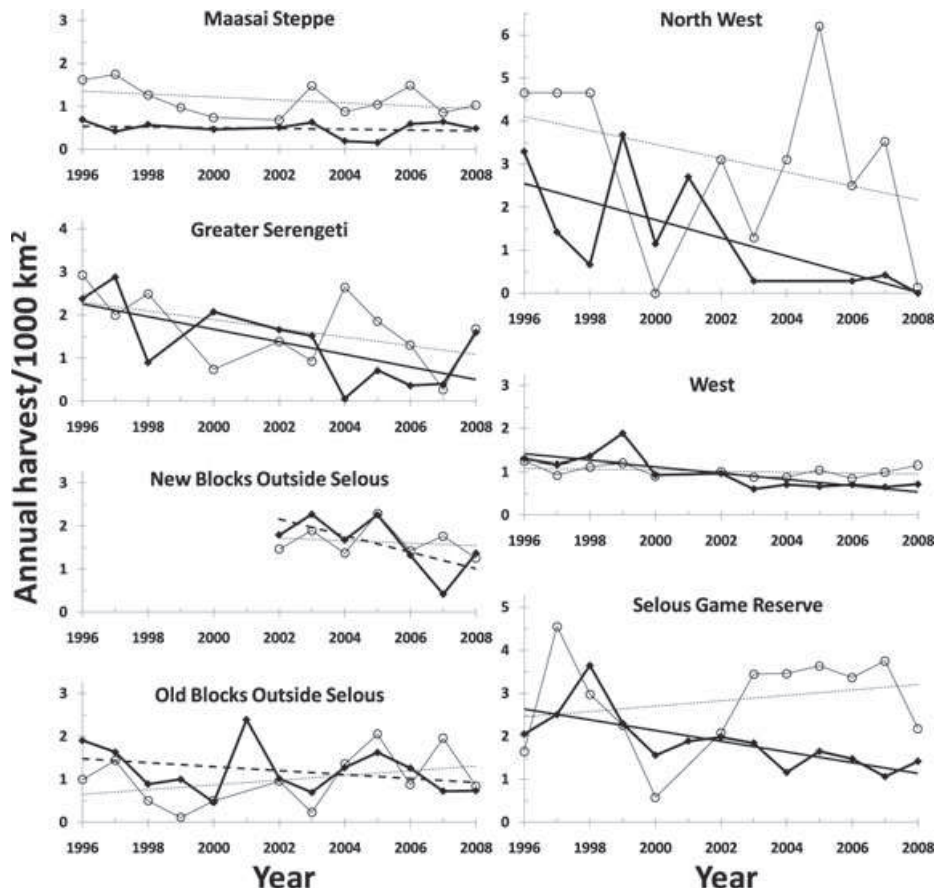 Annual harvest/1000 km²
Maasai Steppe
3
2
1
0
1996 1998 2000 2002 2004 2006 2008
Greater Serengeti
4
3
2
1
0
1996 1998 2000 2002 2004 2006 2008
New Blocks Outside Selous
3
2
1
0
1996 1998 2000 2002 2004 2006 2008
Old Blocks Outside Selous
3
2
1
0
1996 1998 2000 2002 2004 2006 2008
Year
North West
6
5
4
3
2
1
0
1996 1998 2000 2002 2004 2006 2008
West
3
2
1
0
1996 1998 2000 2002 2004 2006 2008
Selous Game Reserve
5
4
3
2
1
0
1996 1998 2000 2002 2004 2006 2008
Year